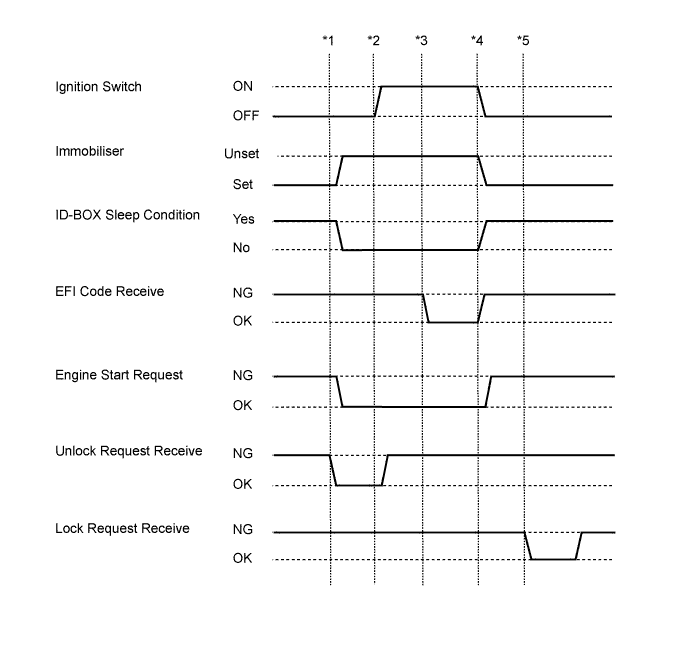 *1 *2 *3 *4 *5
Ignition Switch ON
OFF
Immobiliser Unset
Set
ID-BOX Sleep Condition Yes
No
EFI Code Receive NG
OK
Engine Start Request NG
OK
Unlock Request Receive NG
OK
Lock Request Receive NG
OK